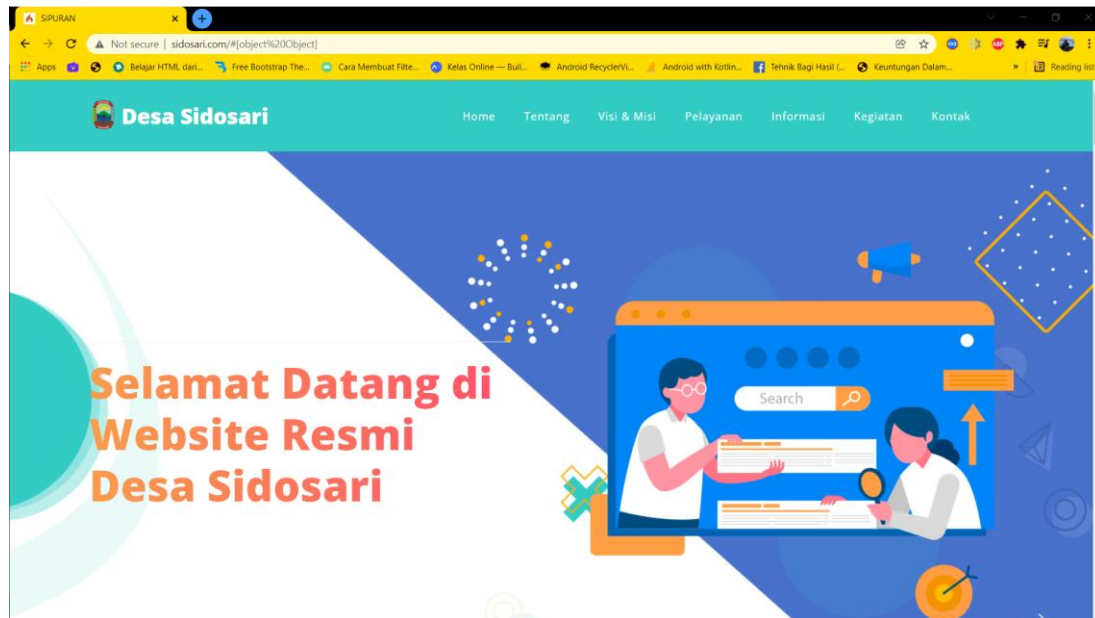 SIPURAN
Not secure | sidosari.com/#[object%20Object]
Apps Belajar HTML dari... Free Bootstrap The... Cara Membuat Filte... Kelas Online — Buil... Android RecyclerVi... Android with Kotlin... Tehnik Bagi Hasil (... Keuntungan Dalam... » Reading list
Desa Sidosari Home Tentang Visi & Misi Pelayanan Informasi Kegiatan Kontak
Search
Selamat Datang di
Website Resmi
Desa Sidosari